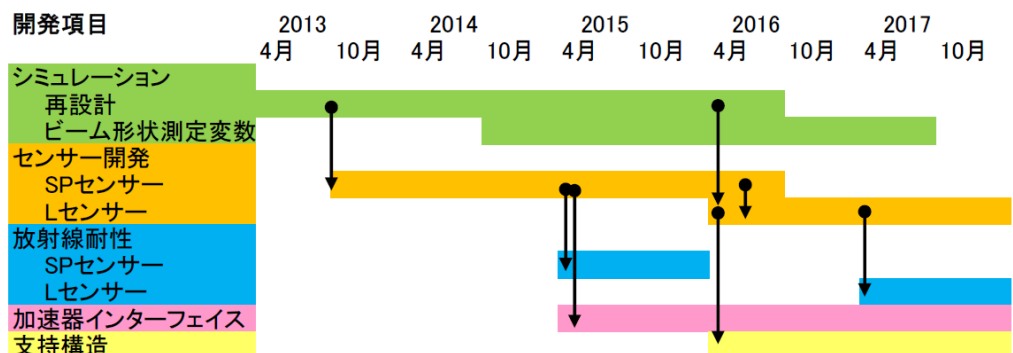 開発項目 2013 2014 2015 2016 2017
4月 10月 4月 10月 4月 10月 4月 10月 4月 10月
シミュレーション
再設計
ビーム形状測定変数
センサー開発
SPセンサー
Lセンサー
放射線耐性
SPセンサー
Lセンサー
加速器インターフェイス
支持構造